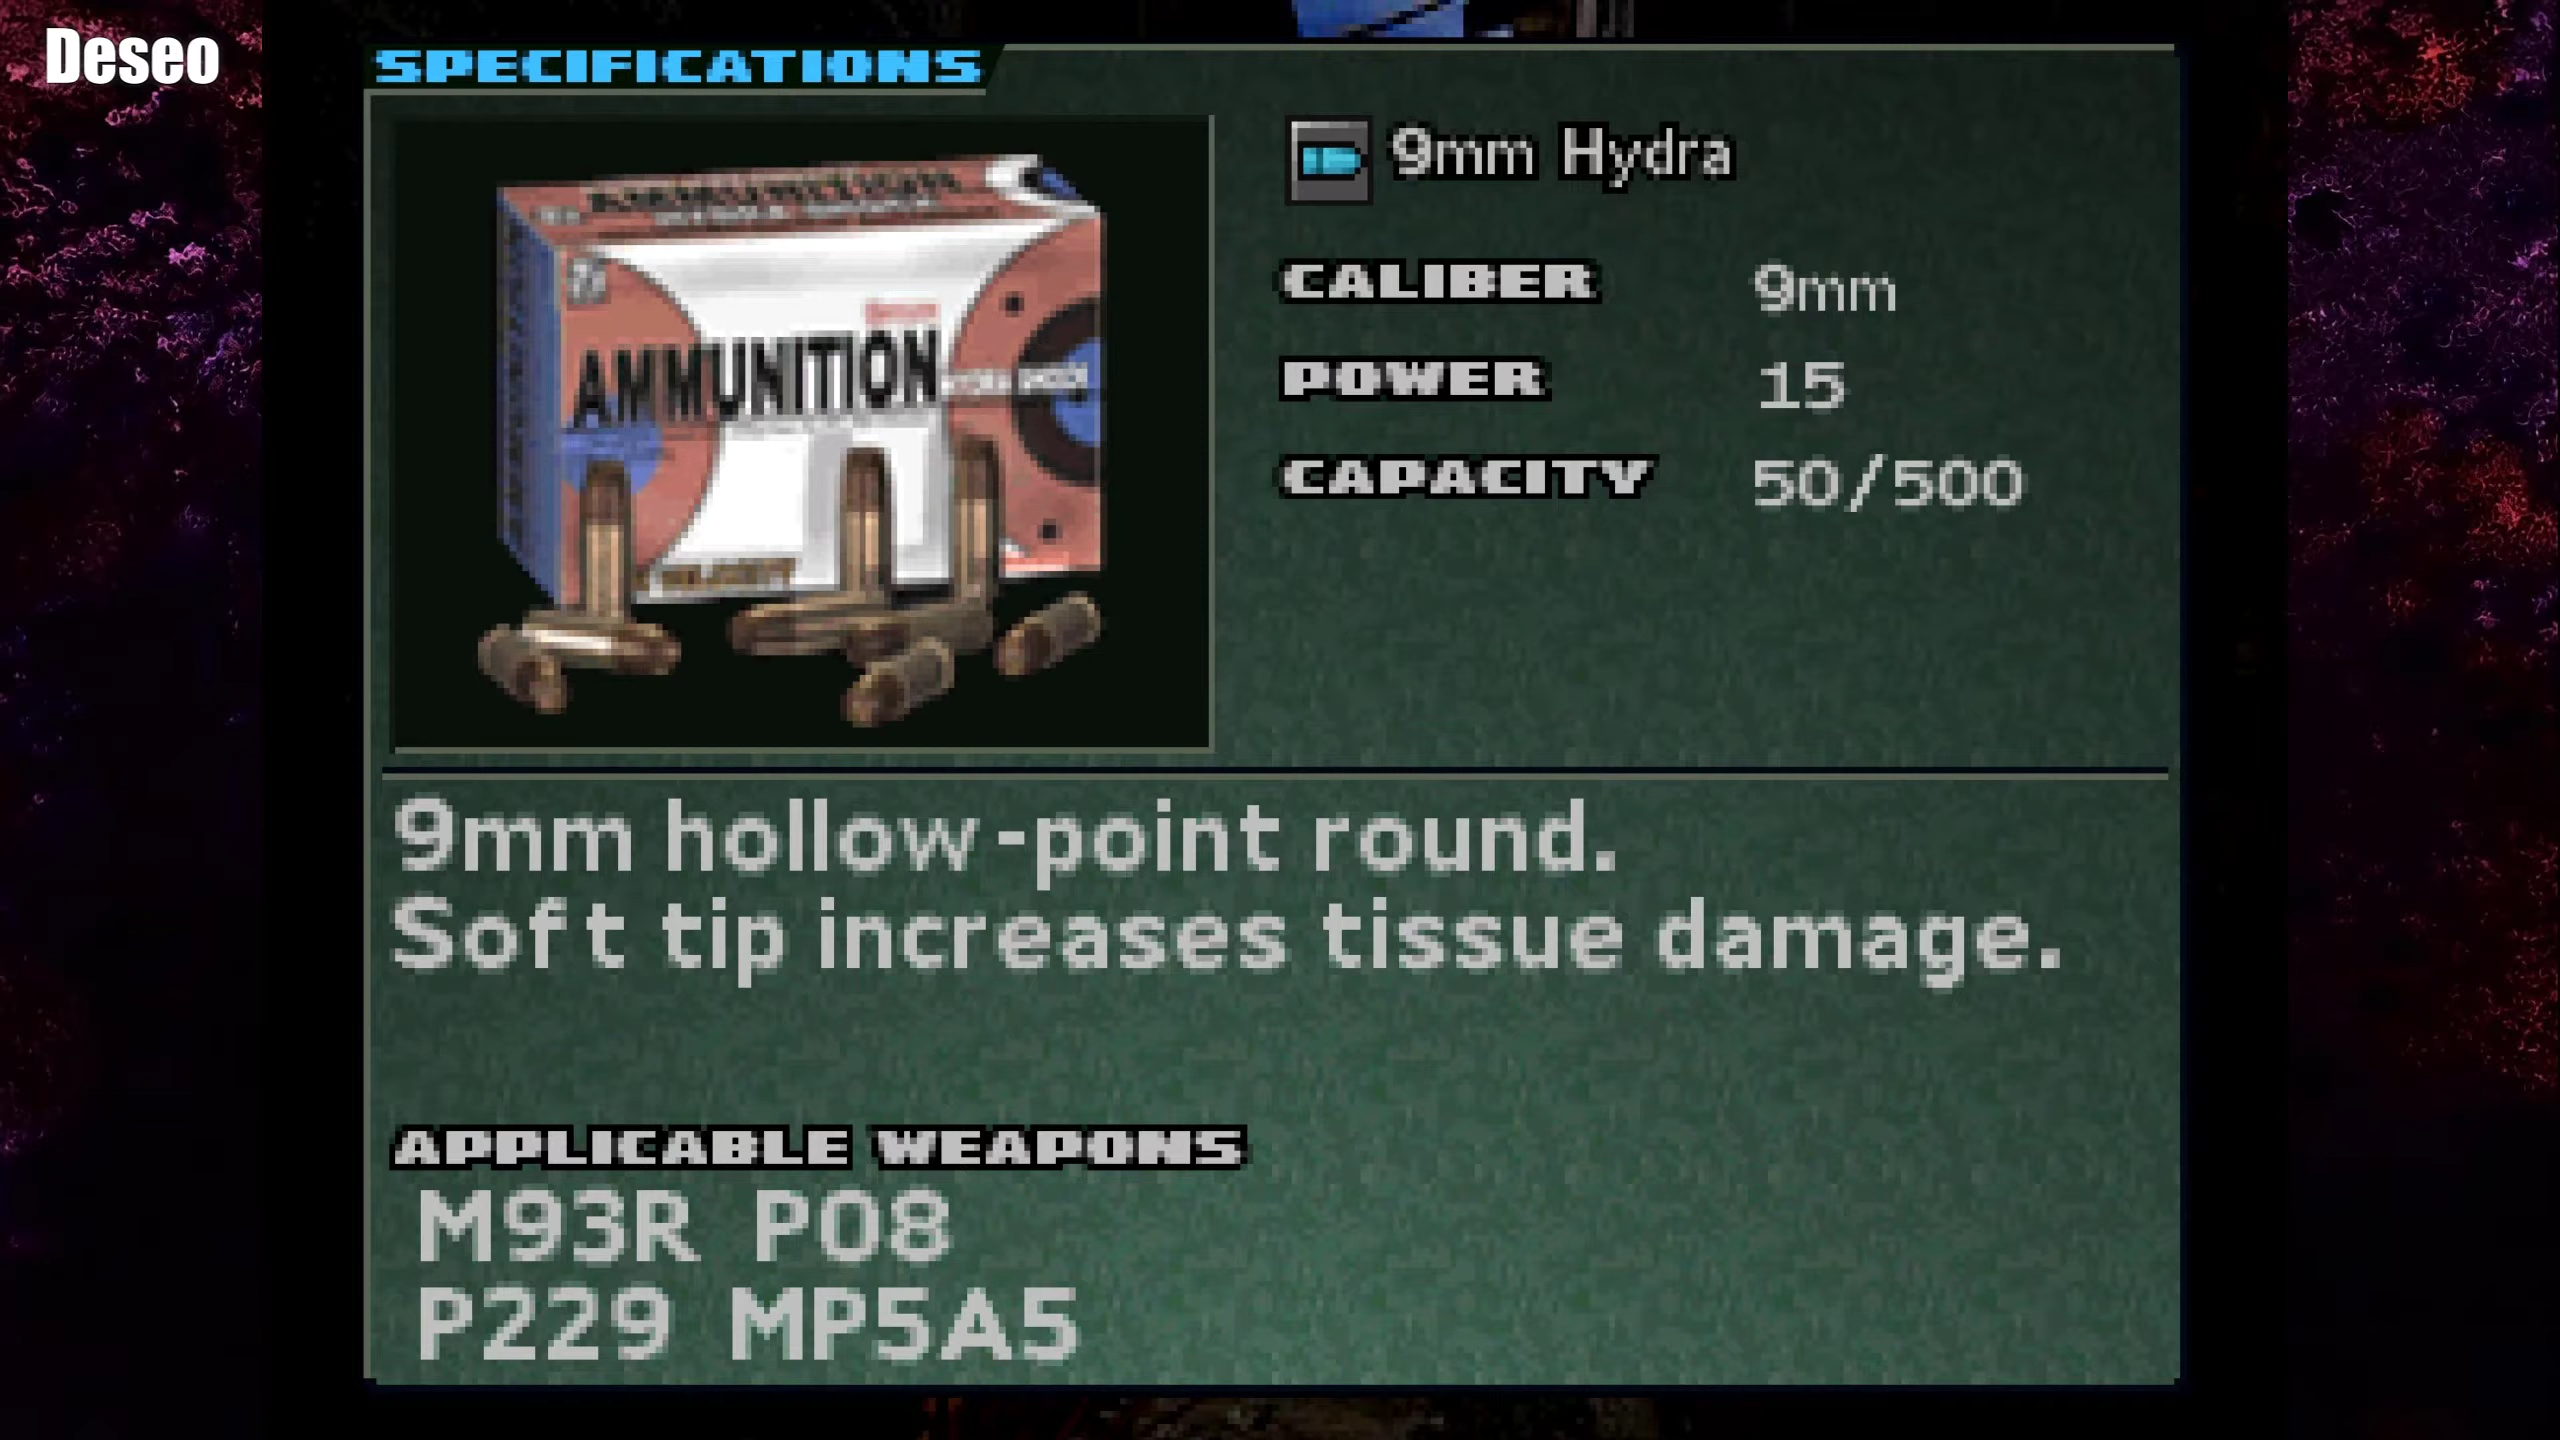 Deseo
SPECIFICATIONS
AMMUNITION
9mm Hydra
CALIBER 9mm
POWER 15
CAPACITY 50/500
9mm hollow-point round.
Soft tip increases tissue damage.
APPLICABLE WEAPONS
M93R P08
P229 MP5A5